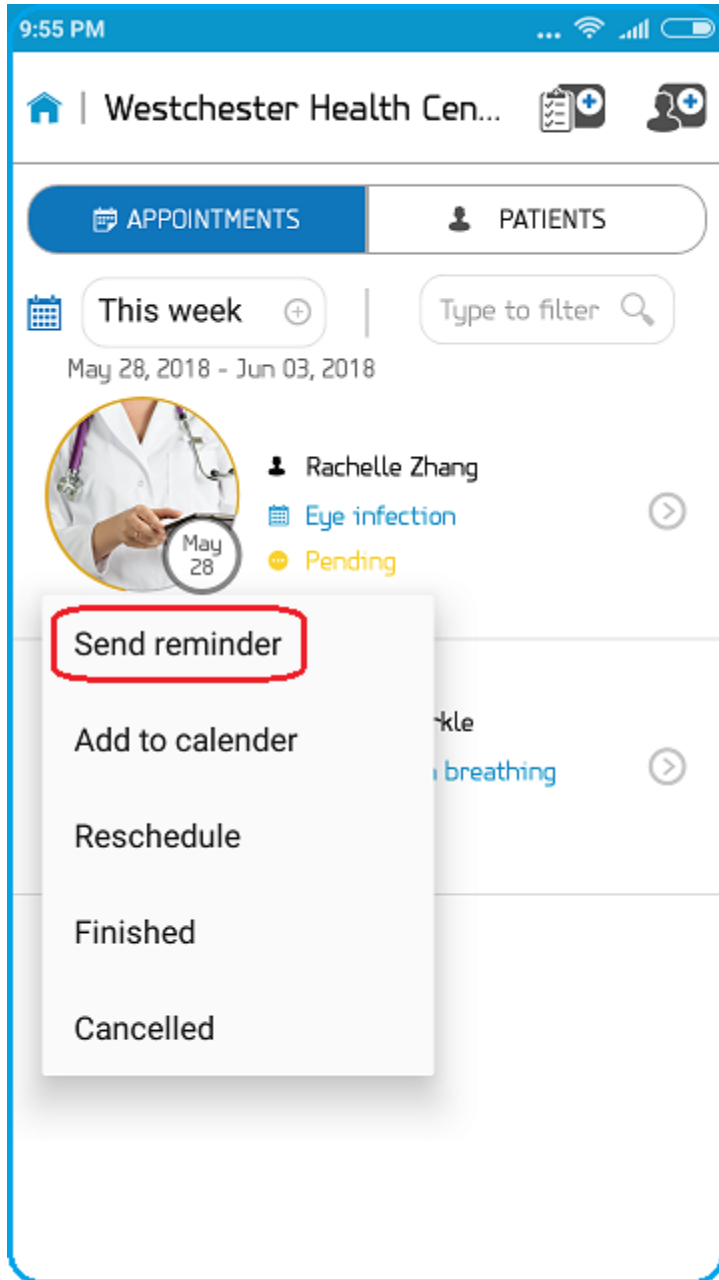 9:55 PM
Westchester Health Cen...
APPOINTMENTS
PATIENTS
This week
Type to filter
May 28, 2018 - Jun 03, 2018
Rachelle Zhang
Eye infection
May
28
Pending
Send reminder
rkle
Add to calender
breathing
Reschedule
Finished
Cancelled